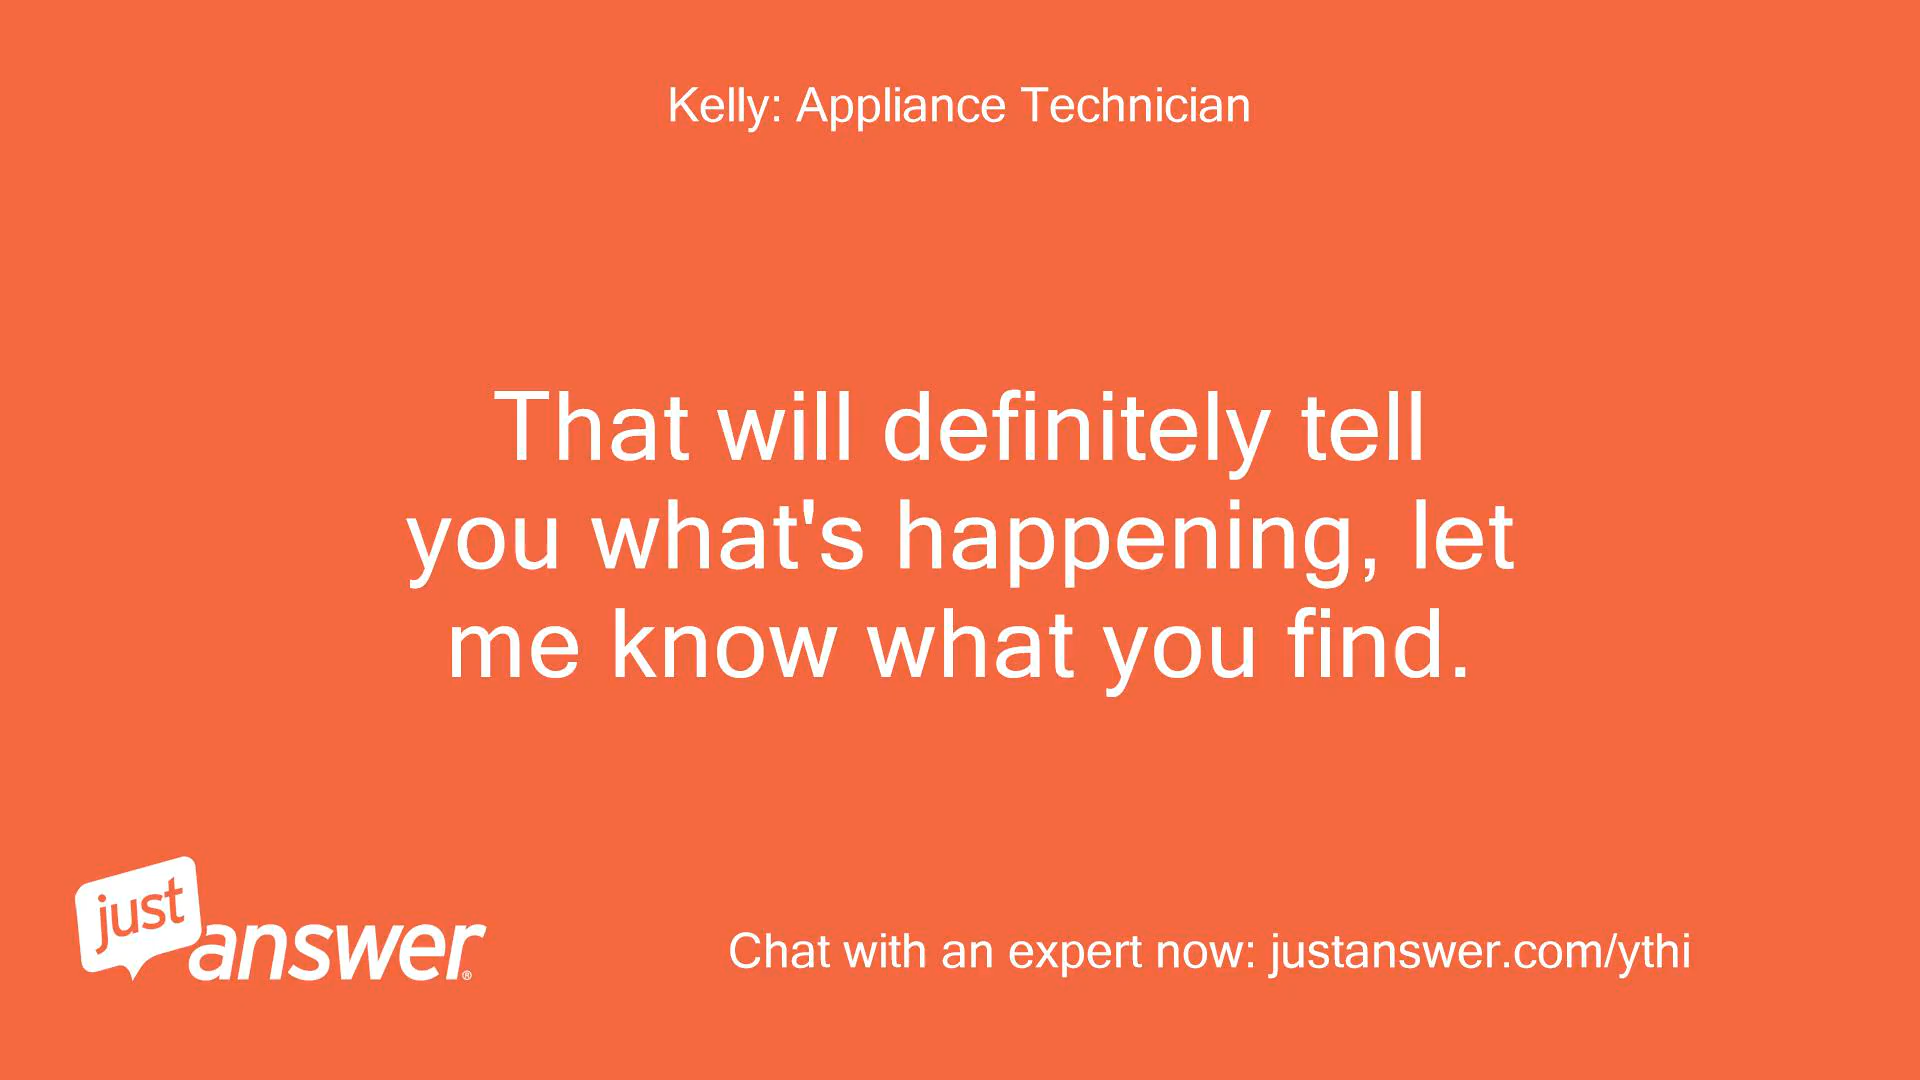 Kelly: Appliance Technician
That will definitely tell
you what's happening, let
me know what you find.
just
answer®
Chat with an expert now: justanswer.com/ythi